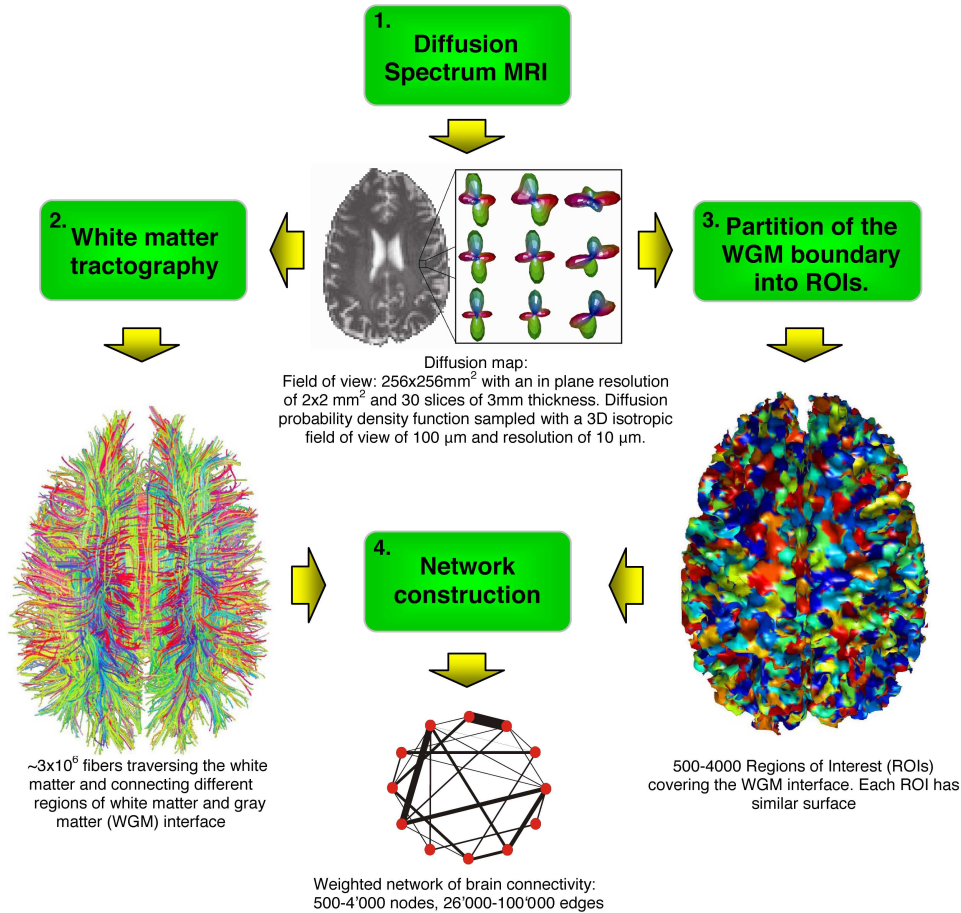 1.
Diffusion
Spectrum MRI
2.
White matter
tractography
3. Partition of the
WGM boundary
into ROIs.
Diffusion map:
Field of view: 256x256mm² with an in plane resolution
of 2x2 mm² and 30 slices of 3mm thickness. Diffusion
probability density function sampled with a 3D isotropic
field of view of 100 µm and resolution of 10 µm.
4.
Network
construction
~3x10⁶ fibers traversing the white
matter and connecting different
regions of white matter and gray
matter (WGM) interface
500-4000 Regions of Interest (ROIs)
covering the WGM interface. Each ROI has
similar surface
Weighted network of brain connectivity:
500-4'000 nodes, 26'000-100'000 edges